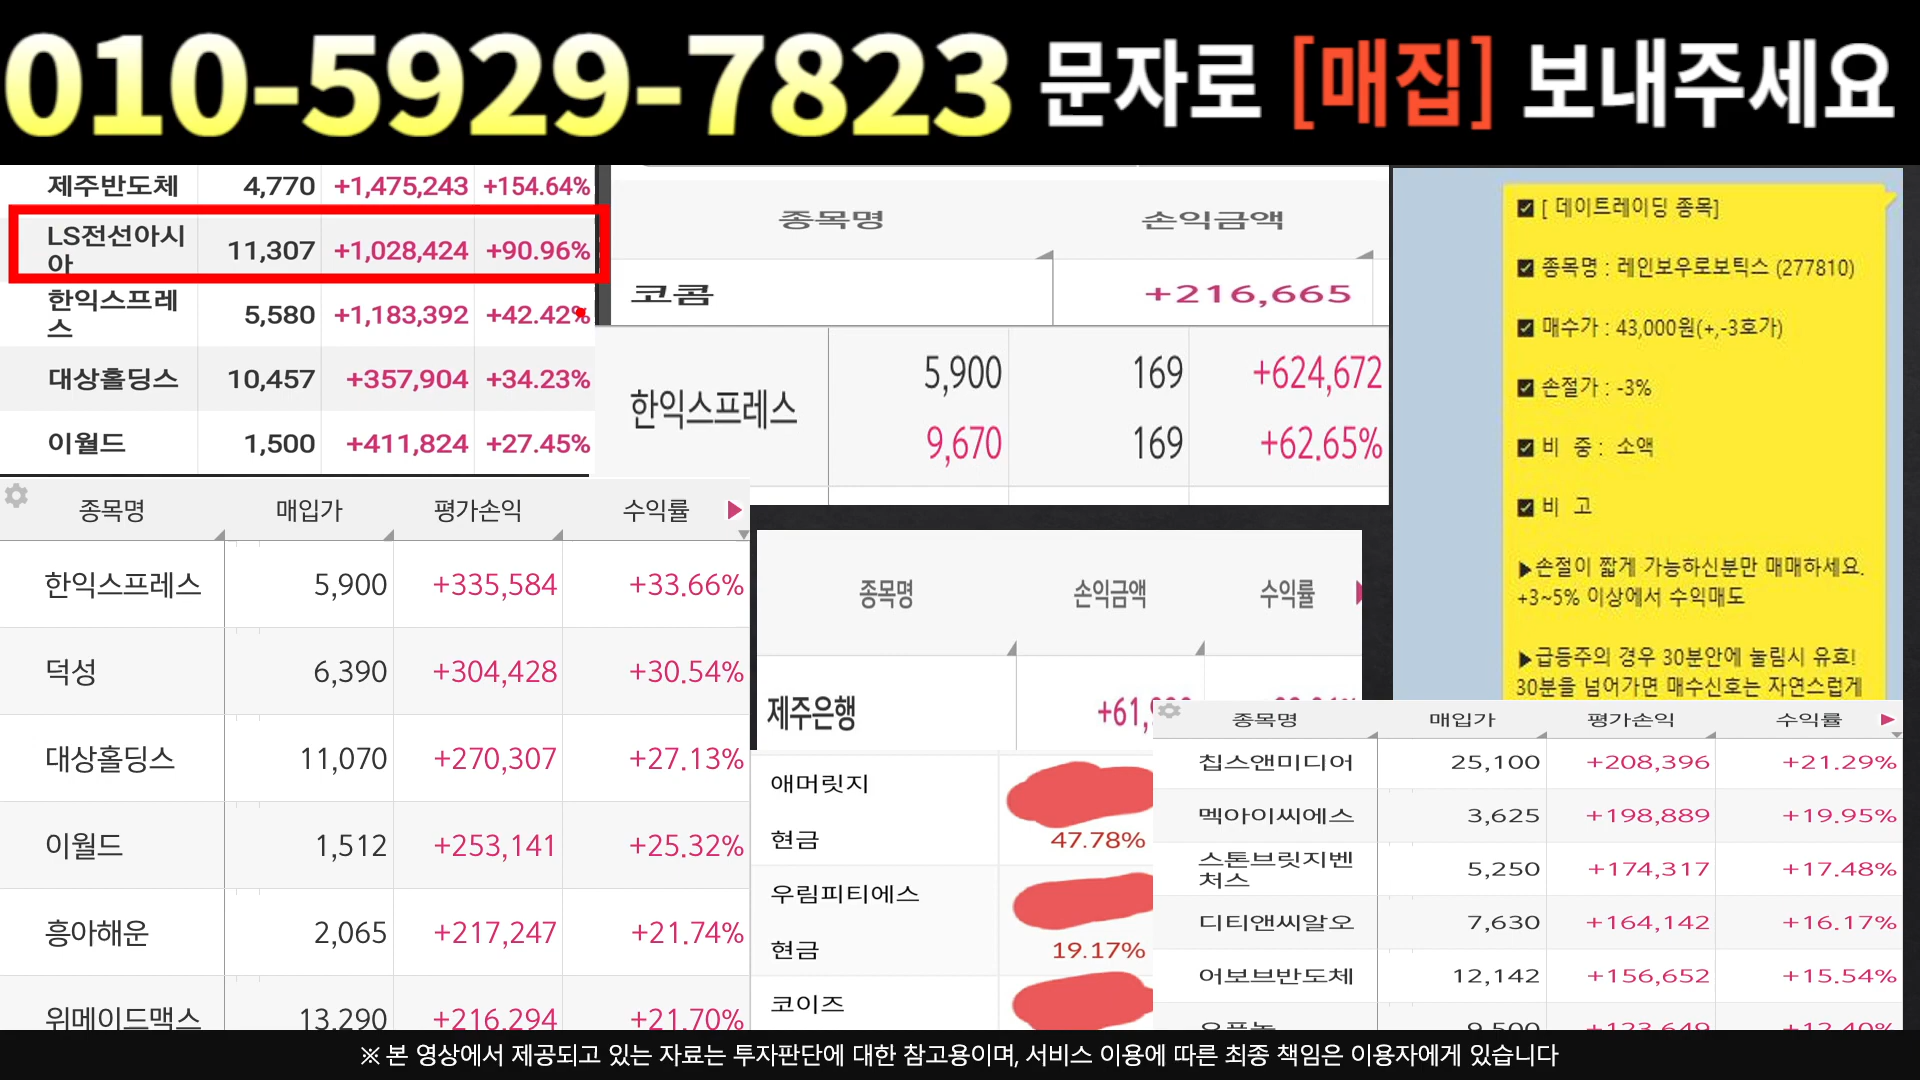 010-5929-7823 문자로 [매집] 보내주세요
제주반도체 4,770 +1,475,243 +154.64%
LS전선아시
아 11,307 +1,028,424 +90.96%
한익스프레
스 5,580 +1,183,392 +42.42%
대상홀딩스 10,457 +357,904 +34.23%
이월드 1,500 +411,824 +27.45%
종목명 손익금액
코콤 +216,665
한익스프레스 5,900 169 +624,672
9,670 169 +62.65%
☑ [ 데이트레이딩 종목]
☑ 종목명 : 레인보우로보틱스 (277810)
☑ 매수가 : 43,000원(+,-3호가)
☑ 손절가 : -3%
☑ 비 중 : 소액
☑ 비 고
▶손절이 짧게 가능하신분만 매매하세요.
+3~5% 이상에서 수익매도
▶급등주의 경우 30분안에 눌림시 유효!
30분을 넘어가면 매수신호는 자연스럽게
종목명 매입가 평가손익 수익률
한익스프레스 5,900 +335,584 +33.66%
덕성 6,390 +304,428 +30.54%
대상홀딩스 11,070 +270,307 +27.13%
이월드 1,512 +253,141 +25.32%
흥아해운 2,065 +217,247 +21.74%
위메이드맥스 13,290 +216,294 +21.70%
종목명 손익금액 수익률
제주은행
애머릿지
현금 47.78%
우림피티에스
현금 19.17%
코이즈
종목명 매입가 평가손익 수익률
칩스앤미디어 25,100 +208,396 +21.29%
멕아이씨에스 3,625 +198,889 +19.95%
스톤브릿지벤
처스 5,250 +174,317 +17.48%
디티앤씨알오 7,630 +164,142 +16.17%
어보브반도체 12,142 +156,652 +15.54%
※ 본 영상에서 제공되고 있는 자료는 투자판단에 대한 참고용이며, 서비스 이용에 따른 최종 책임은 이용자에게 있습니다